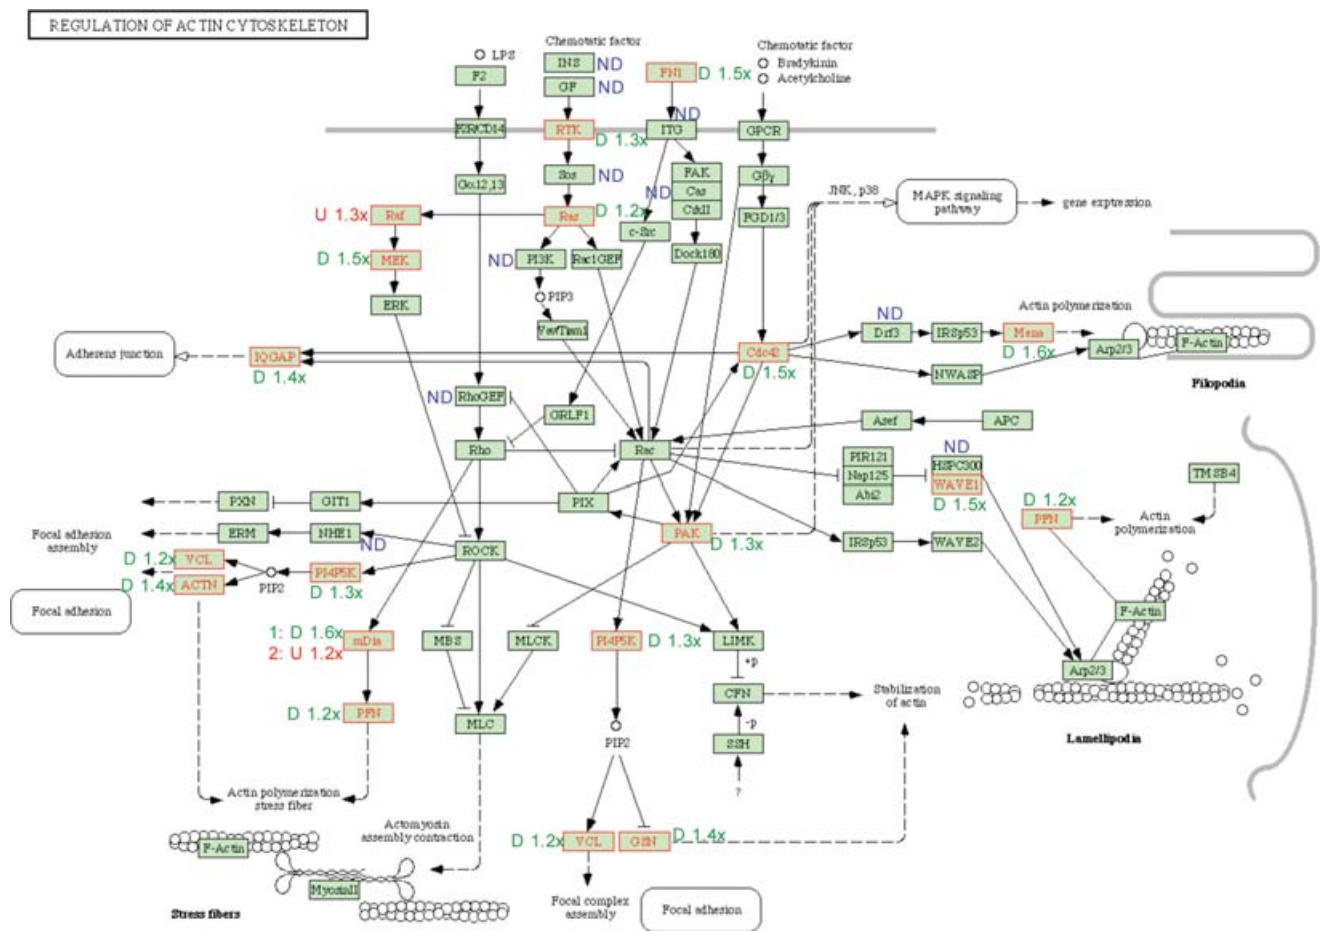 REGULATION OF ACTIN CYTOSKELETON
LPS
F2
F2R/CD14
Gα12,13
Chemotatic factor
INS
ND
GF
ND
RTK
D 1.3x
Sos
ND
Ras
D 1.2x
FN1
D 1.5x
ND
ITG
FAK
ND
Cas
CrkII
c-Src
Dock180
Chemotatic factor
Bradykinin
Acetylcholine
GPCR
Gβγ
FGD1/3
JNK, p38
MAPK signaling
pathway
gene exptression
U 1.3x
Raf
D 1.5x
MEK
ERK
ND
PI3K
Rac1GEF
PIP3
Vav/Tiam1
Adherens junction
IQGAP
D 1.4x
Cdc42
D 1.5x
ND
Drf3
IRSp53
Mena
D 1.6x
Actin polymerization
NWASP
Arp2/3
F-Actin
Filopodia
ND
RhoGEF
GRLF1
Rho
Rac
Asef
APC
PIR121
Nap125
Abi2
ND
HSPC300
WAVE1
D 1.5x
TMSB4
D 1.2x
PFN
Actin
polymerization
PXN
GIT1
PIX
Focal adhesion
assembly
ERM
NHE1
ND
ROCK
PAK
D 1.3x
IRSp53
WAVE2
D 1.2x
VCL
D 1.4x
ACTN
PIP2
PI4P5K
D 1.3x
Focal adhesion
F-Actin
1: D 1.6x
2: U 1.2x
mDia
MBS
MLCK
PI4P5K
D 1.3x
LIMK
+p
Arp2/3
CFN
Stabilization
of actin
-p
D 1.2x
PFN
MLC
PIP2
SSH
?
Lamellipodia
Actin polymerization
stress fiber
Actomyosin
assembly contraction
F-Actin
MyosinII
Stress fibers
D 1.2x
VCL
GSN
D 1.4x
Focal complex
assembly
Focal adhesion